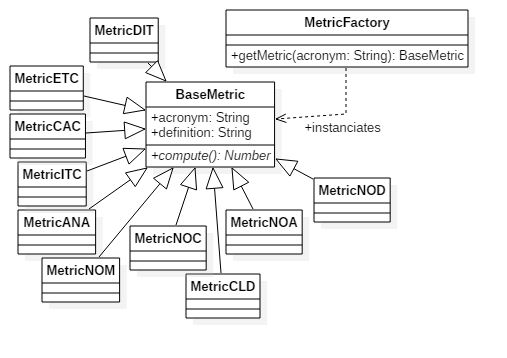 MetricFactory
+getMetric(acronym: String): BaseMetric
MetricDIT
MetricETC
BaseMetric
+acronym: String
+definition: String
+compute(): Number
+instanciates
MetricCAC
MetricITC
MetricNOD
MetricANA
MetricNOA
MetricNOC
MetricNOM
MetricCLD